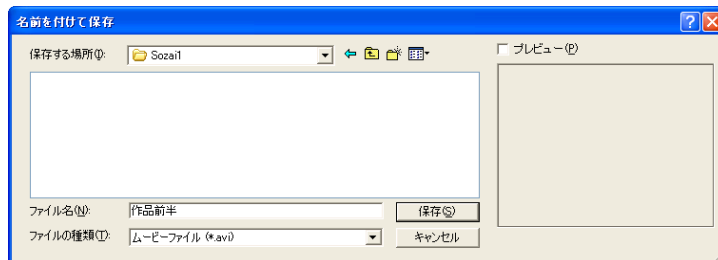 名前を付けて保存
保存する場所(I): Sozai1
プレビュー(P)
ファイル名(N): 作品前半 保存(S)
ファイルの種類(T): ムービーファイル (*.avi) キャンセル